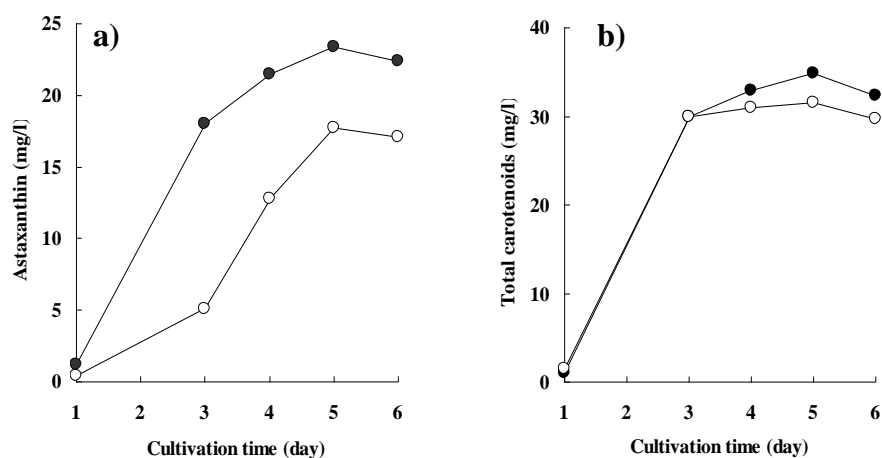 a)
25
20
15
10
5
0
Astaxanthin (mg/l)
1 2 3 4 5 6
Cultivation time (day)
b)
40
30
20
10
0
Total carotenoids (mg/l)
1 2 3 4 5 6
Cultivation time (day)